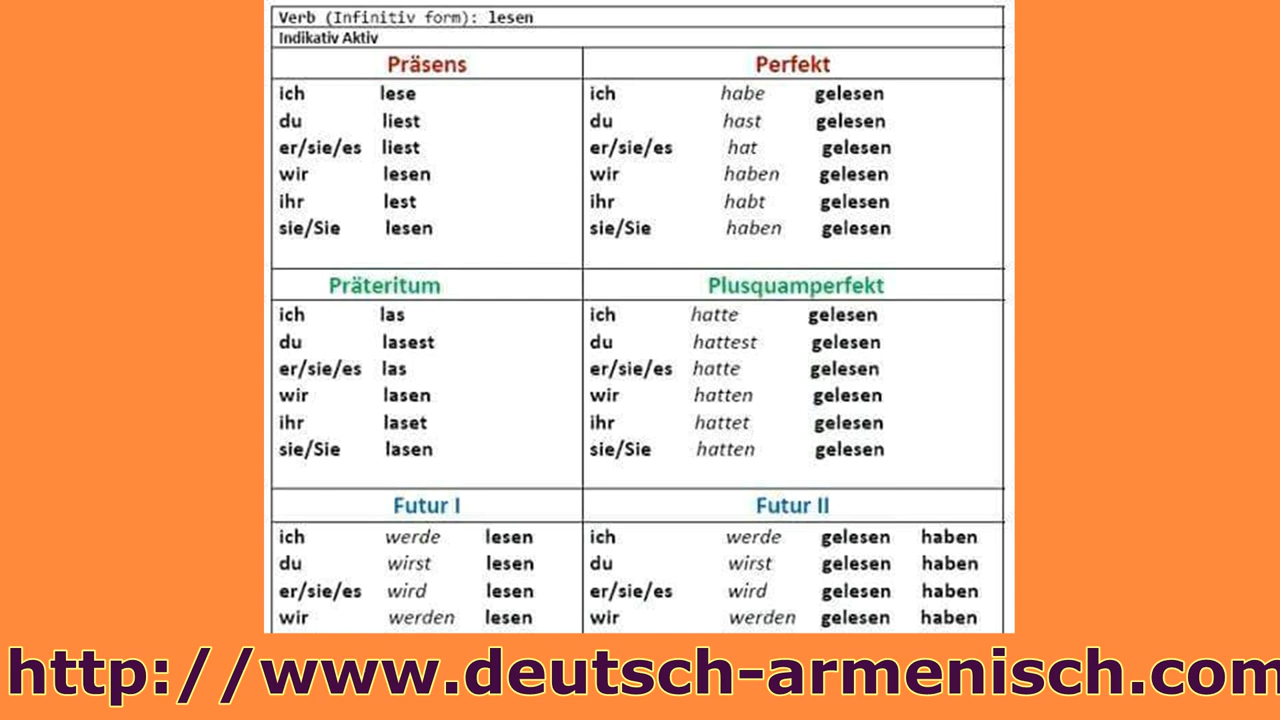 Verb (Infinitiv form): lesen
Indikativ Aktiv
Präsens
ich lese
du liest
er/sie/es liest
wir lesen
ihr lest
sie/Sie lesen
Perfekt
ich habe gelesen
du hast gelesen
er/sie/es hat gelesen
wir haben gelesen
ihr habt gelesen
sie/Sie haben gelesen
Präteritum
ich las
du lasest
er/sie/es las
wir lasen
ihr laset
sie/Sie lasen
Plusquamperfekt
ich hatte gelesen
du hattest gelesen
er/sie/es hatte gelesen
wir hatten gelesen
ihr hattet gelesen
sie/Sie hatten gelesen
Futur I
ich werde lesen
du wirst lesen
er/sie/es wird lesen
wir werden lesen
Futur II
ich werde gelesen haben
du wirst gelesen haben
er/sie/es wird gelesen haben
wir werden gelesen haben
http://www.deutsch-armenisch.com